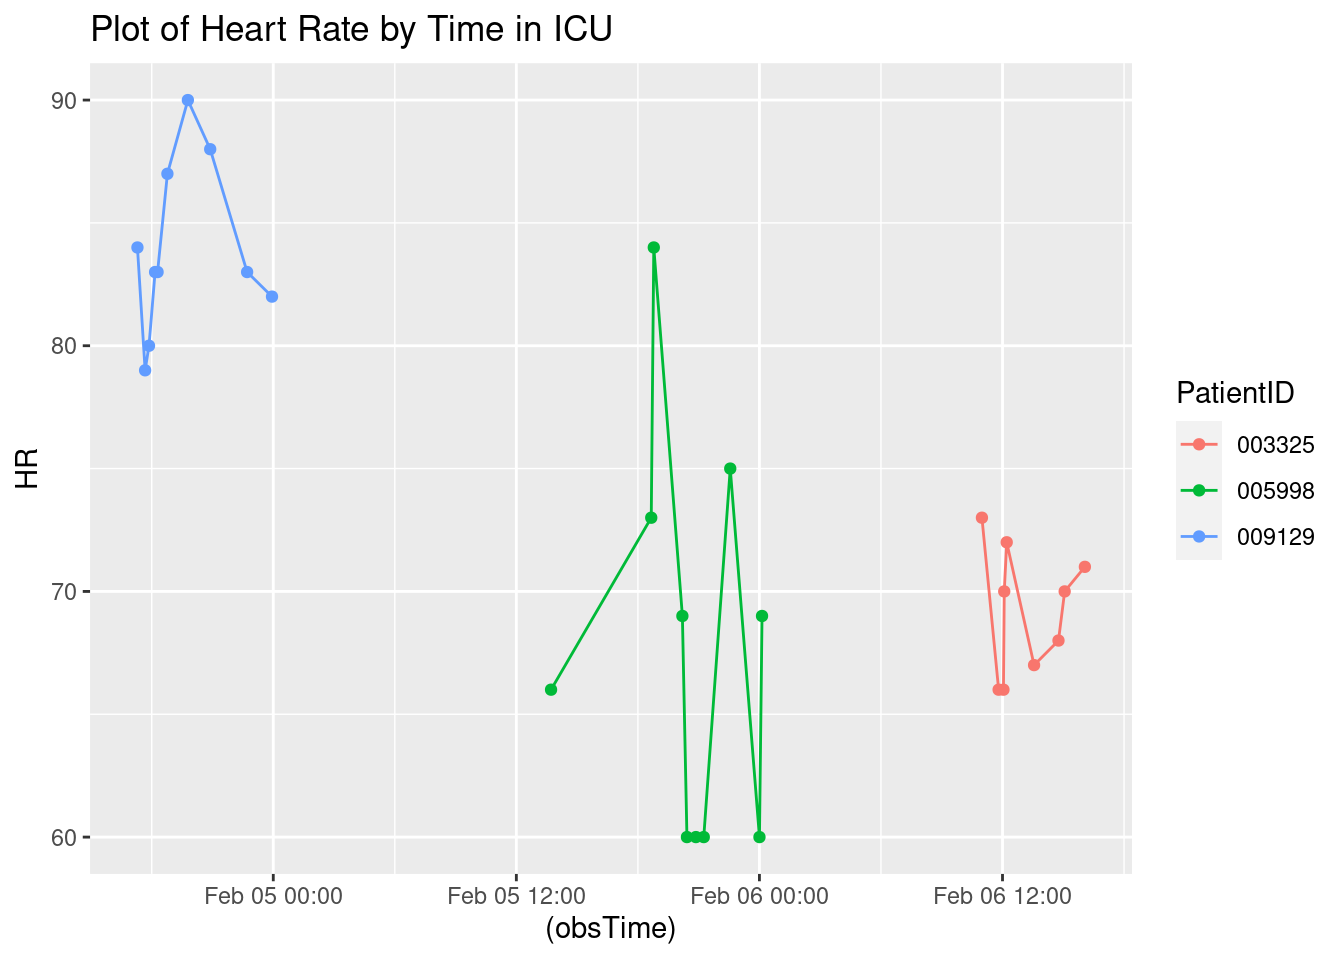 Plot of Heart Rate by Time in ICU
90
80
70
60
HR
Feb 05 00:00
Feb 05 12:00
Feb 06 00:00
Feb 06 12:00
(obsTime)
PatientID
003325
005998
009129